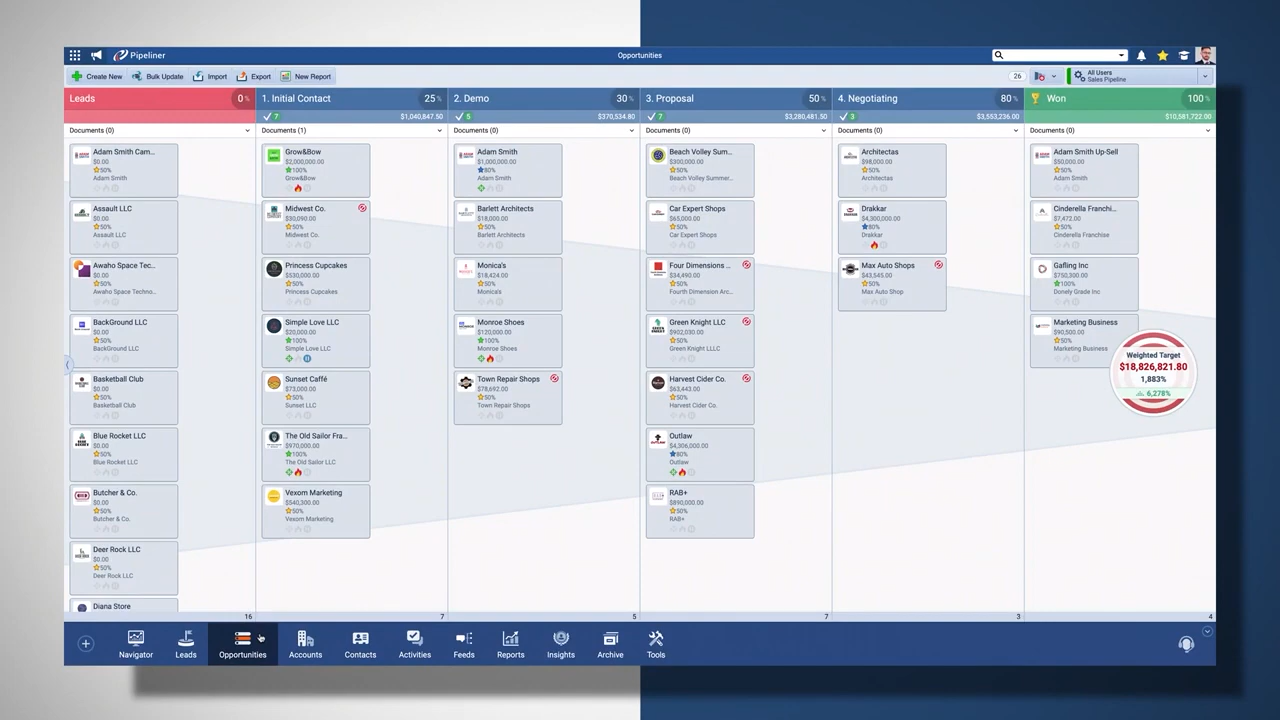 Pipeliner
Opportunities
Create New
Bulk Update
Import
Export
New Report
26
All Users
Sales Pipeline
Leads
0%
Documents (0)
Adam Smith Cam...
$0.00
50%
Adam Smith
Assault LLC
$0.00
50%
Assault LLC
Awaho Space Tec...
$0.00
50%
Awaho Space Techno...
BackGround LLC
$0.00
50%
BackGround LLC
Basketball Club
$0.00
50%
Basketball Club
Blue Rocket LLC
$0.00
50%
Blue Rocket LLC
Butcher & Co.
$0.00
50%
Butcher & Co.
Deer Rock LLC
$0.00
50%
Deer Rock LLC
Diana Store
16
1. Initial Contact
25%
7
$1,040,847.50
Documents (1)
Grow&Bow
$2,000,000.00
100%
Grow&Bow
Midwest Co.
$30,090.00
50%
Midwest Co.
Princess Cupcakes
$530,000.00
50%
Princess Cupcakes
Simple Love LLC
$20,000.00
100%
Simple Love LLC
Sunset Caffé
$73,000.00
50%
Sunset LLC
The Old Sailor Fra...
$970,000.00
100%
The Old Sailor LLC
Vexom Marketing
$540,300.00
50%
Vexom Marketing
7
2. Demo
30%
5
$370,534.80
Documents (0)
Adam Smith
$1,000,000.00
80%
Adam Smith
Barlett Architects
$18,000.00
50%
Barlett Architects
Monica's
$18,424.00
50%
Monica's
Monroe Shoes
$120,000.00
100%
Monroe Shoes
Town Repair Shops
$78,692.00
50%
Town Repair Shops
5
3. Proposal
50%
7
$3,280,481.50
Documents (0)
Beach Volley Sum...
$300,000.00
50%
Beach Volley Summer...
Car Expert Shops
$65,000.00
50%
Car Expert Shops
Four Dimensions ...
$34,490.00
50%
Fourth Dimension Arc...
Green Knight LLC
$902,030.00
50%
Green Knight LLLC
Harvest Cider Co.
$63,443.00
50%
Harvest Cider Co.
Outlaw
$4,306,000.00
80%
Outlaw
RAB+
$890,000.00
50%
RAB+
7
4. Negotiating
80%
3
$3,553,236.00
Documents (0)
Architectas
$98,000.00
50%
Architectas
Drakkar
$4,300,000.00
80%
Drakkar
Max Auto Shops
$43,545.00
50%
Max Auto Shop
3
Won
100%
$10,581,722.00
Documents (0)
Adam Smith Up-Sell
$50,000.00
50%
Adam Smith
Cinderella Franchi...
$7,472.00
50%
Cinderella Franchise
Gafling Inc
$750,300.00
100%
Donely Grade Inc
Marketing Business
$90,500.00
50%
Marketing Business
4
Weighted Target
$18,826,821.80
1,883%
6,278%
Navigator
Leads
Opportunities
Accounts
Contacts
Activities
Feeds
Reports
Insights
Archive
Tools